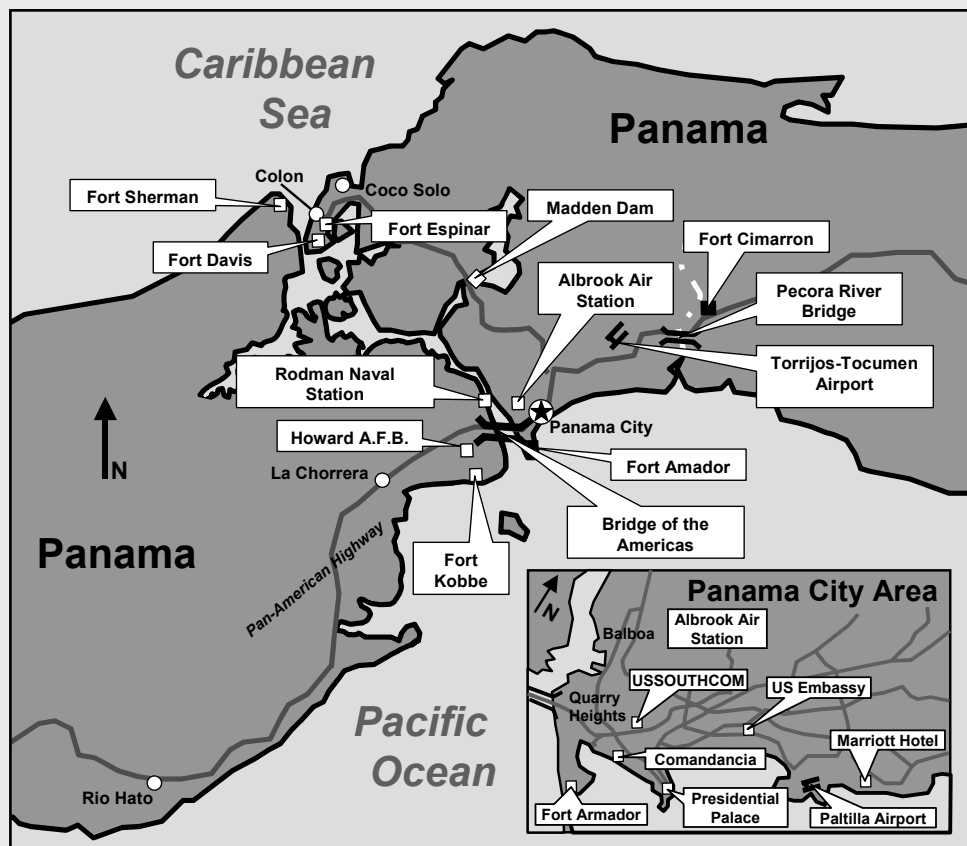 Caribbean
Sea
Panama
Colon
Coco Solo
Fort Sherman
Madden Dam
Fort Espinar
Fort Cimarron
Fort Davis
Albrook Air
Station
Pecora River
Bridge
Torrijos-Tocumen
Airport
Rodman Naval
Station
Panama City
Howard A.F.B.
N
La Chorrera
Fort Amador
Bridge of the
Americas
Panama
Fort
Kobbe
Pan-American Highway
Pacific
Ocean
Rio Hato
Panama City Area
N
Albrook Air
Station
Balboa
USSOUTHCOM
US Embassy
Quarry
Heights
Marriott Hotel
Comandancia
Fort Armador
Presidential
Palace
Paltilla Airport